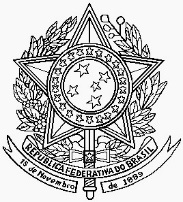 REPÚBLICA FEDERATIVA DO BRASIL
15 de Novembro de 1889